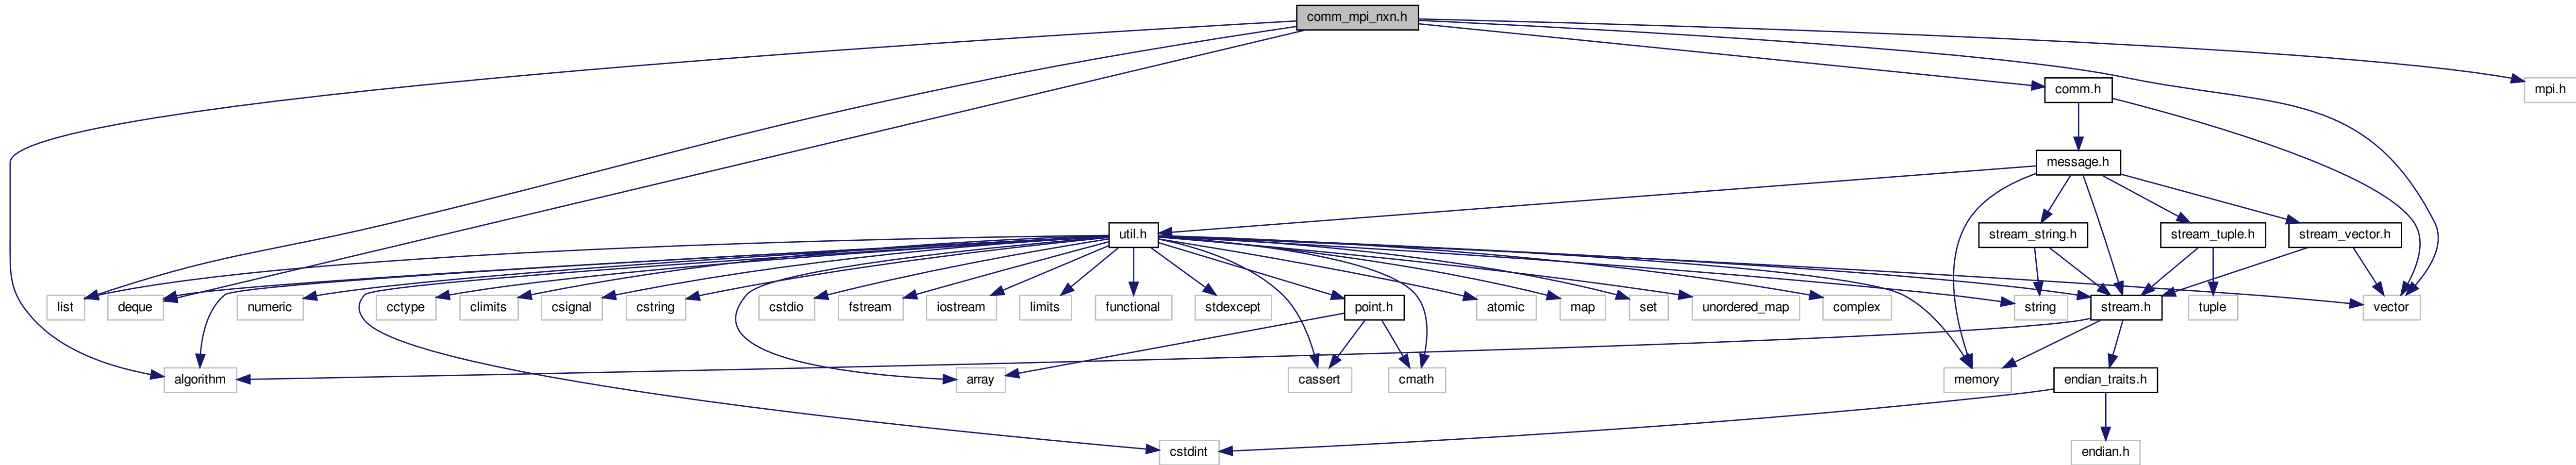 comm_mpi_nxn.h
comm.h
mpi.h
message.h
util.h
stream_string.h
stream_tuple.h
stream_vector.h
list
deque
numeric
cctype
climits
csignal
cstring
cstdio
fstream
iostream
limits
functional
stdexcept
point.h
atomic
map
set
unordered_map
complex
string
stream.h
tuple
vector
algorithm
array
cassert
cmath
memory
endian_traits.h
cstdint
endian.h